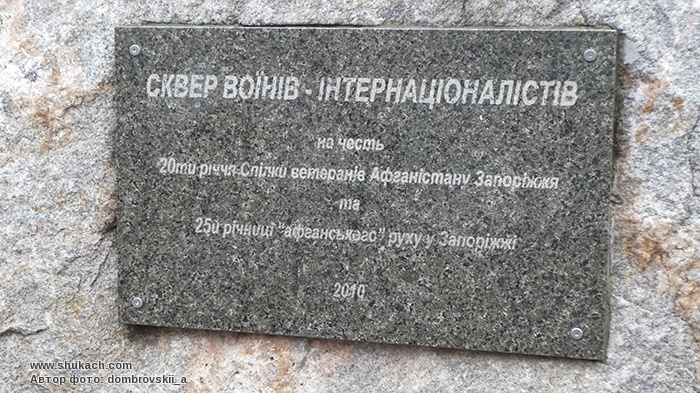 СКВЕР ВОЇНІВ - ІНТЕРНАЦІОНАЛІСТІВ
на честь
20ти річчя Спілки ветеранів Афганістану Запоріжжя
та
25й річниці "афганського" руху у Запоріжжі
2010
www.shukach.com
Автор фото: dombrovskii_a